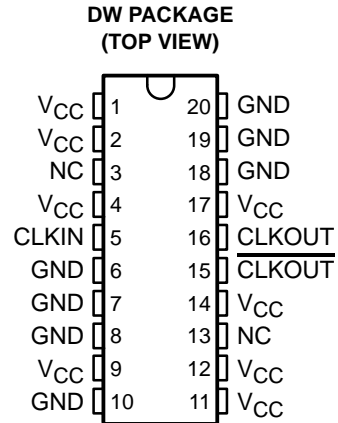 DW PACKAGE
(TOP VIEW)
VCC 1 20 GND
VCC 2 19 GND
NC 3 18 GND
VCC 4 17 VCC
CLKIN 5 16 CLKOUT
GND 6 15 CLKOUT
GND 7 14 VCC
GND 8 13 NC
VCC 9 12 VCC
GND 10 11 VCC